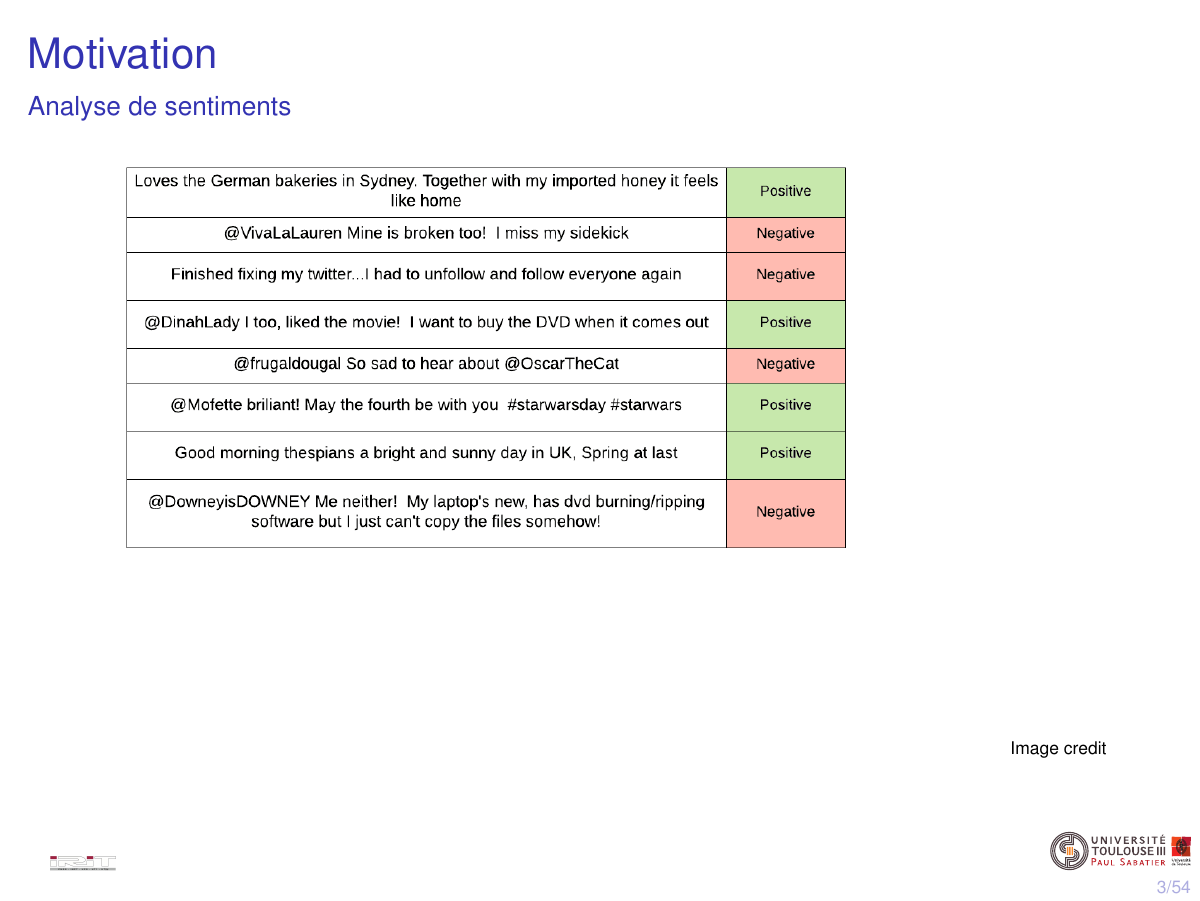 Motivation
Analyse de sentiments
Loves the German bakeries in Sydney. Together with my imported honey it feels
like home
Positive
@VivaLaLauren Mine is broken too!  I miss my sidekick
Negative
Finished fixing my twitter...I had to unfollow and follow everyone again
Negative
@DinahLady I too, liked the movie!  I want to buy the DVD when it comes out
Positive
@frugaldougal So sad to hear about @OscarTheCat
Negative
@Mofette briliant! May the fourth be with you  #starwarsday #starwars
Positive
Good morning thespians a bright and sunny day in UK, Spring at last
Positive
@DowneyisDOWNEY Me neither!  My laptop's new, has dvd burning/ripping
software but I just can't copy the files somehow!
Negative
Image credit
IRIT
UNIVERSITÉ
TOULOUSE III
PAUL SABATIER
3/54